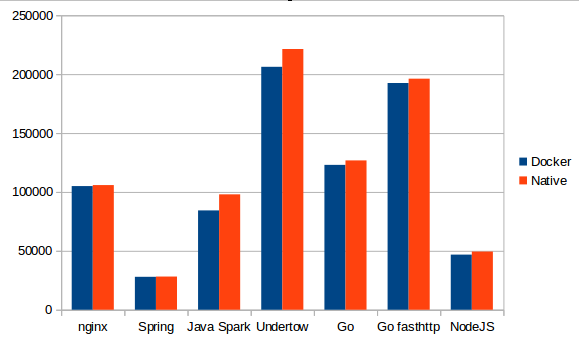 250000
200000
150000
100000
50000
0
nginx Spring Java Spark Undertow Go Go fasthttp NodeJS
Docker
Native